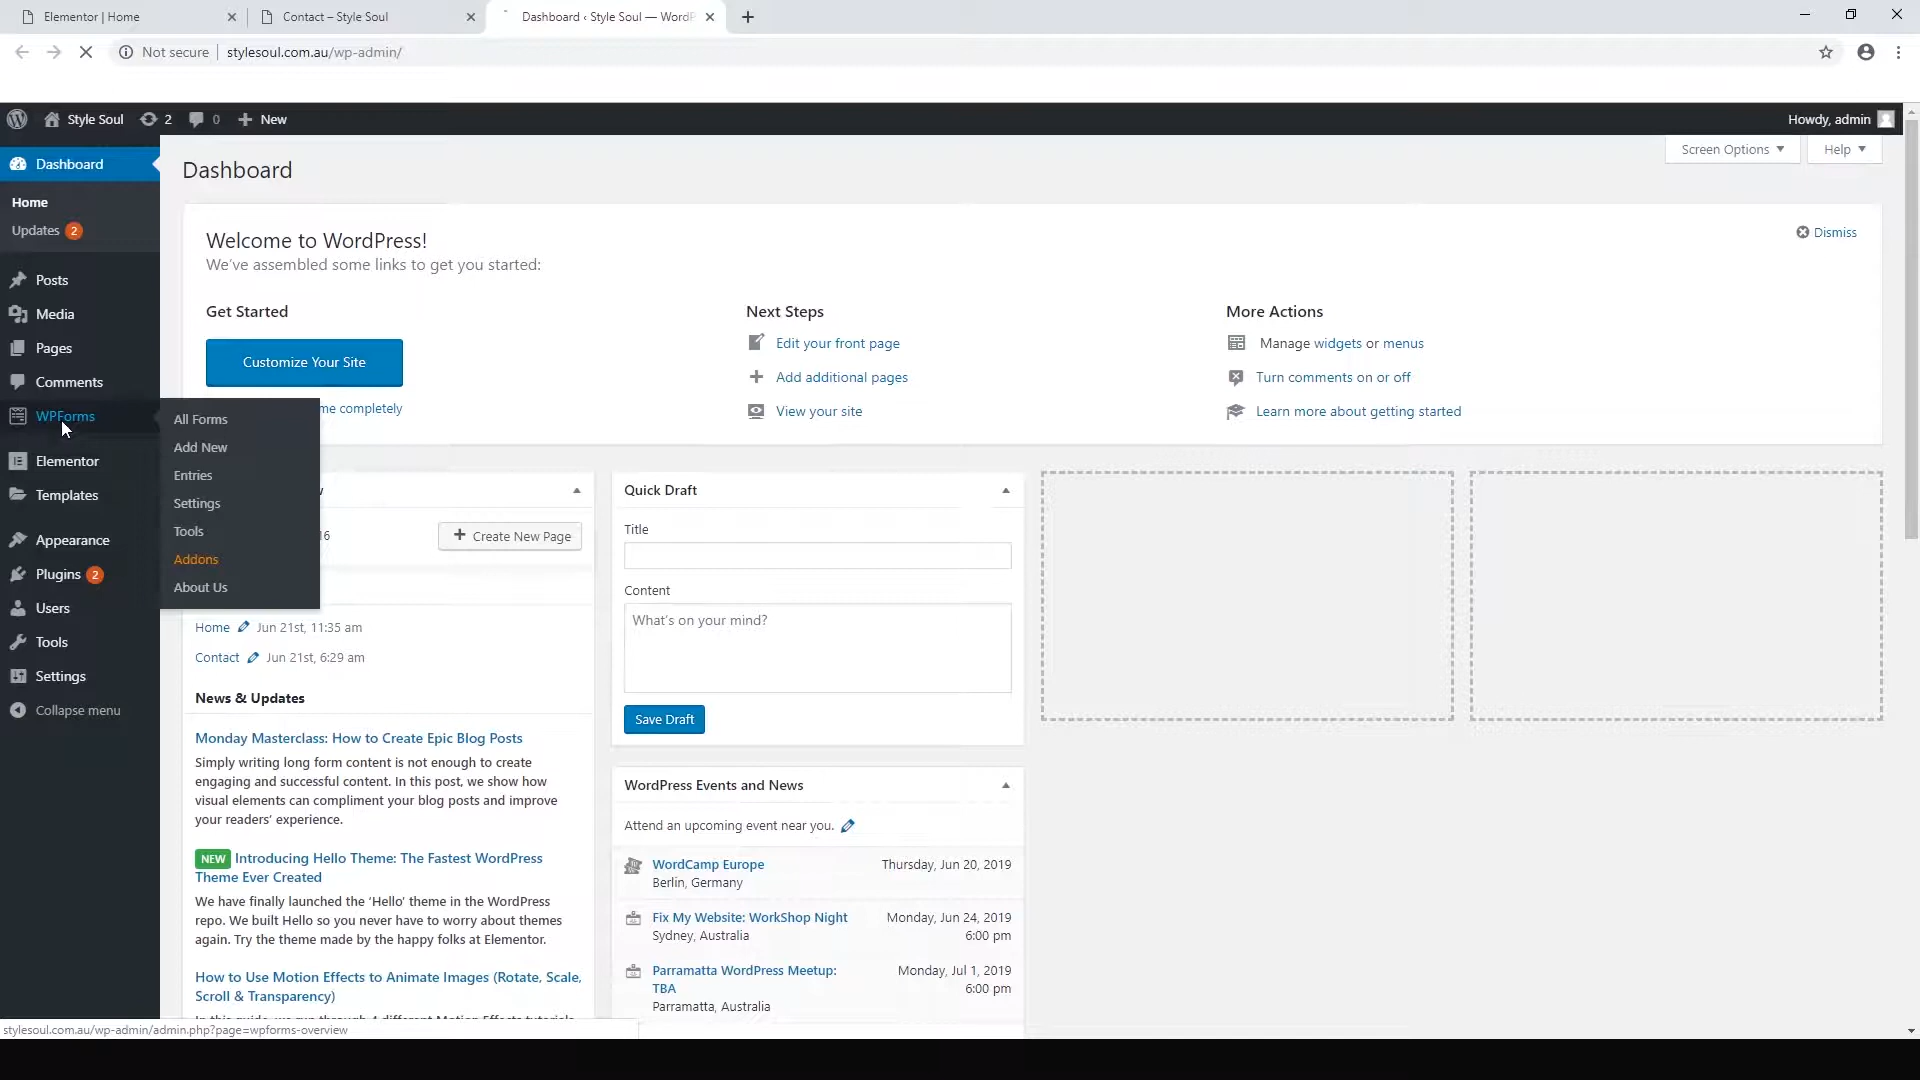 Elementor | Home
Contact – Style Soul
Dashboard ‹ Style Soul — WordP
Not secure
stylesoul.com.au/wp-admin/
Style Soul
2
0
New
Howdy, admin
Dashboard
Home
Updates 2
Posts
Media
Pages
Comments
WPForms
Elementor
Templates
Appearance
Plugins 2
Users
Tools
Settings
Collapse menu
All Forms
Add New
Entries
Settings
Tools
Addons
About Us
Dashboard
Screen Options
Help
Welcome to WordPress!
We've assembled some links to get you started:
Dismiss
Get Started
Customize Your Site
me completely
Next Steps
Edit your front page
Add additional pages
View your site
More Actions
Manage widgets or menus
Turn comments on or off
Learn more about getting started
w
16
Create New Page
Home Jun 21st, 11:35 am
Contact Jun 21st, 6:29 am
News & Updates
Monday Masterclass: How to Create Epic Blog Posts
Simply writing long form content is not enough to create
engaging and successful content. In this post, we show how
visual elements can compliment your blog posts and improve
your readers' experience.
NEW Introducing Hello Theme: The Fastest WordPress
Theme Ever Created
We have finally launched the 'Hello' theme in the WordPress
repo. We built Hello so you never have to worry about themes
again. Try the theme made by the happy folks at Elementor.
How to Use Motion Effects to Animate Images (Rotate, Scale,
Scroll & Transparency)
Quick Draft
Title
Content
What's on your mind?
Save Draft
WordPress Events and News
Attend an upcoming event near you.
WordCamp Europe Thursday, Jun 20, 2019
Berlin, Germany
Fix My Website: WorkShop Night Monday, Jun 24, 2019
Sydney, Australia 6:00 pm
Parramatta WordPress Meetup: Monday, Jul 1, 2019
TBA 6:00 pm
Parramatta, Australia
stylesoul.com.au/wp-admin/admin.php?page=wpforms-overview